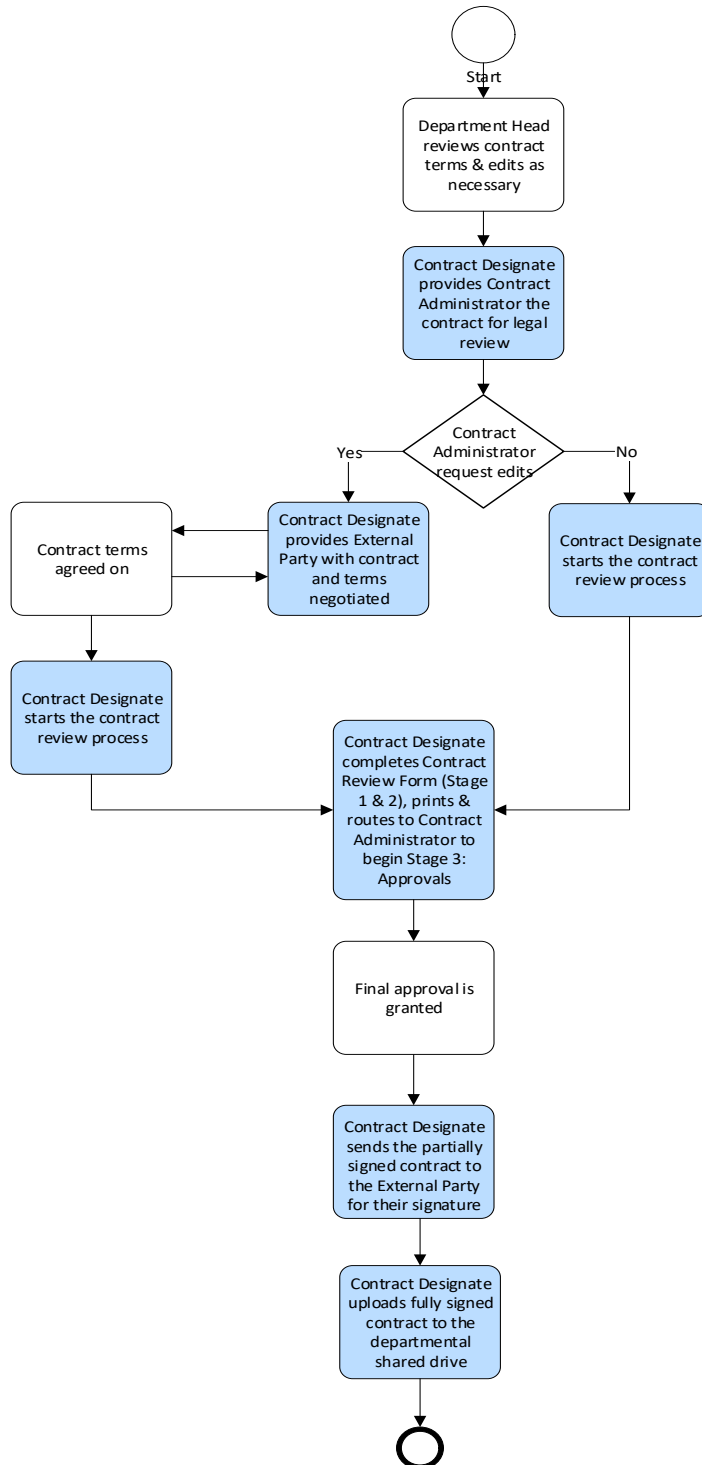 Start
Department Head
reviews contract
terms & edits as
necessary
Contract Designate
provides Contract
Administrator the
contract for legal
review
Contract
Administrator
request edits
Yes
No
Contract Designate
provides External
Party with contract
and terms
negotiated
Contract terms
agreed on
Contract Designate
starts the contract
review process
Contract Designate
starts the contract
review process
Contract Designate
completes Contract
Review Form (Stage
1 & 2), prints &
routes to Contract
Administrator to
begin Stage 3:
Approvals
Final approval is
granted
Contract Designate
sends the partially
signed contract to
the External Party
for their signature
Contract Designate
uploads fully signed
contract to the
departmental
shared drive